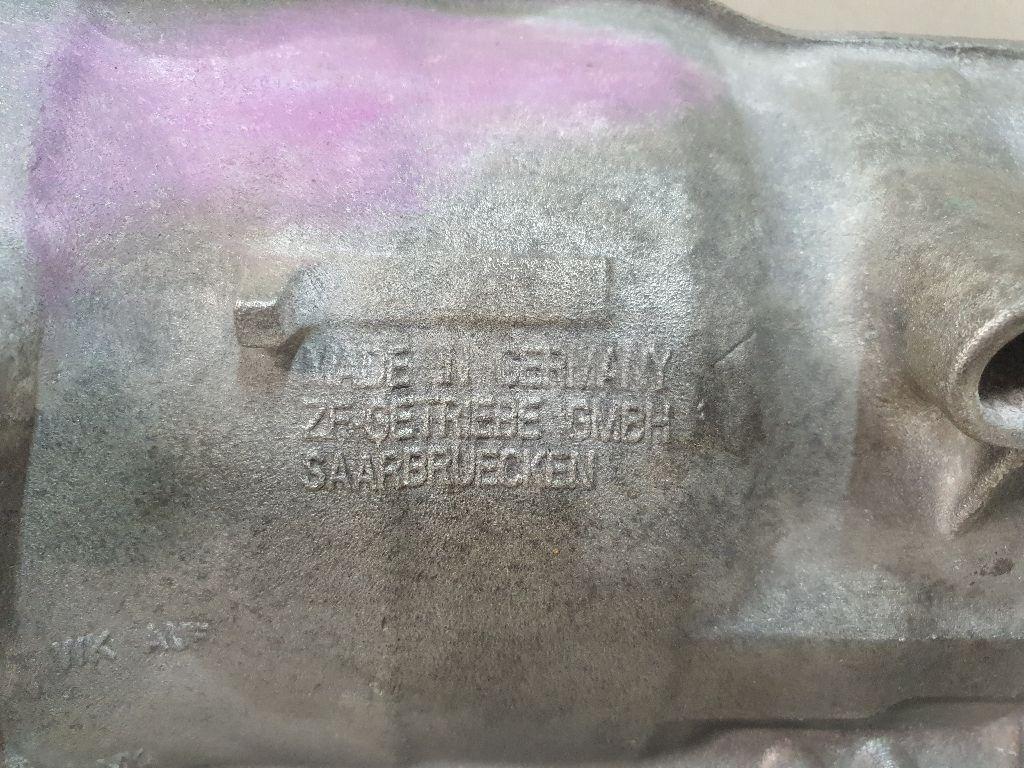 MADE IN GERMANY
ZF-GETRIEBE GMBH
SAARBRUECKEN